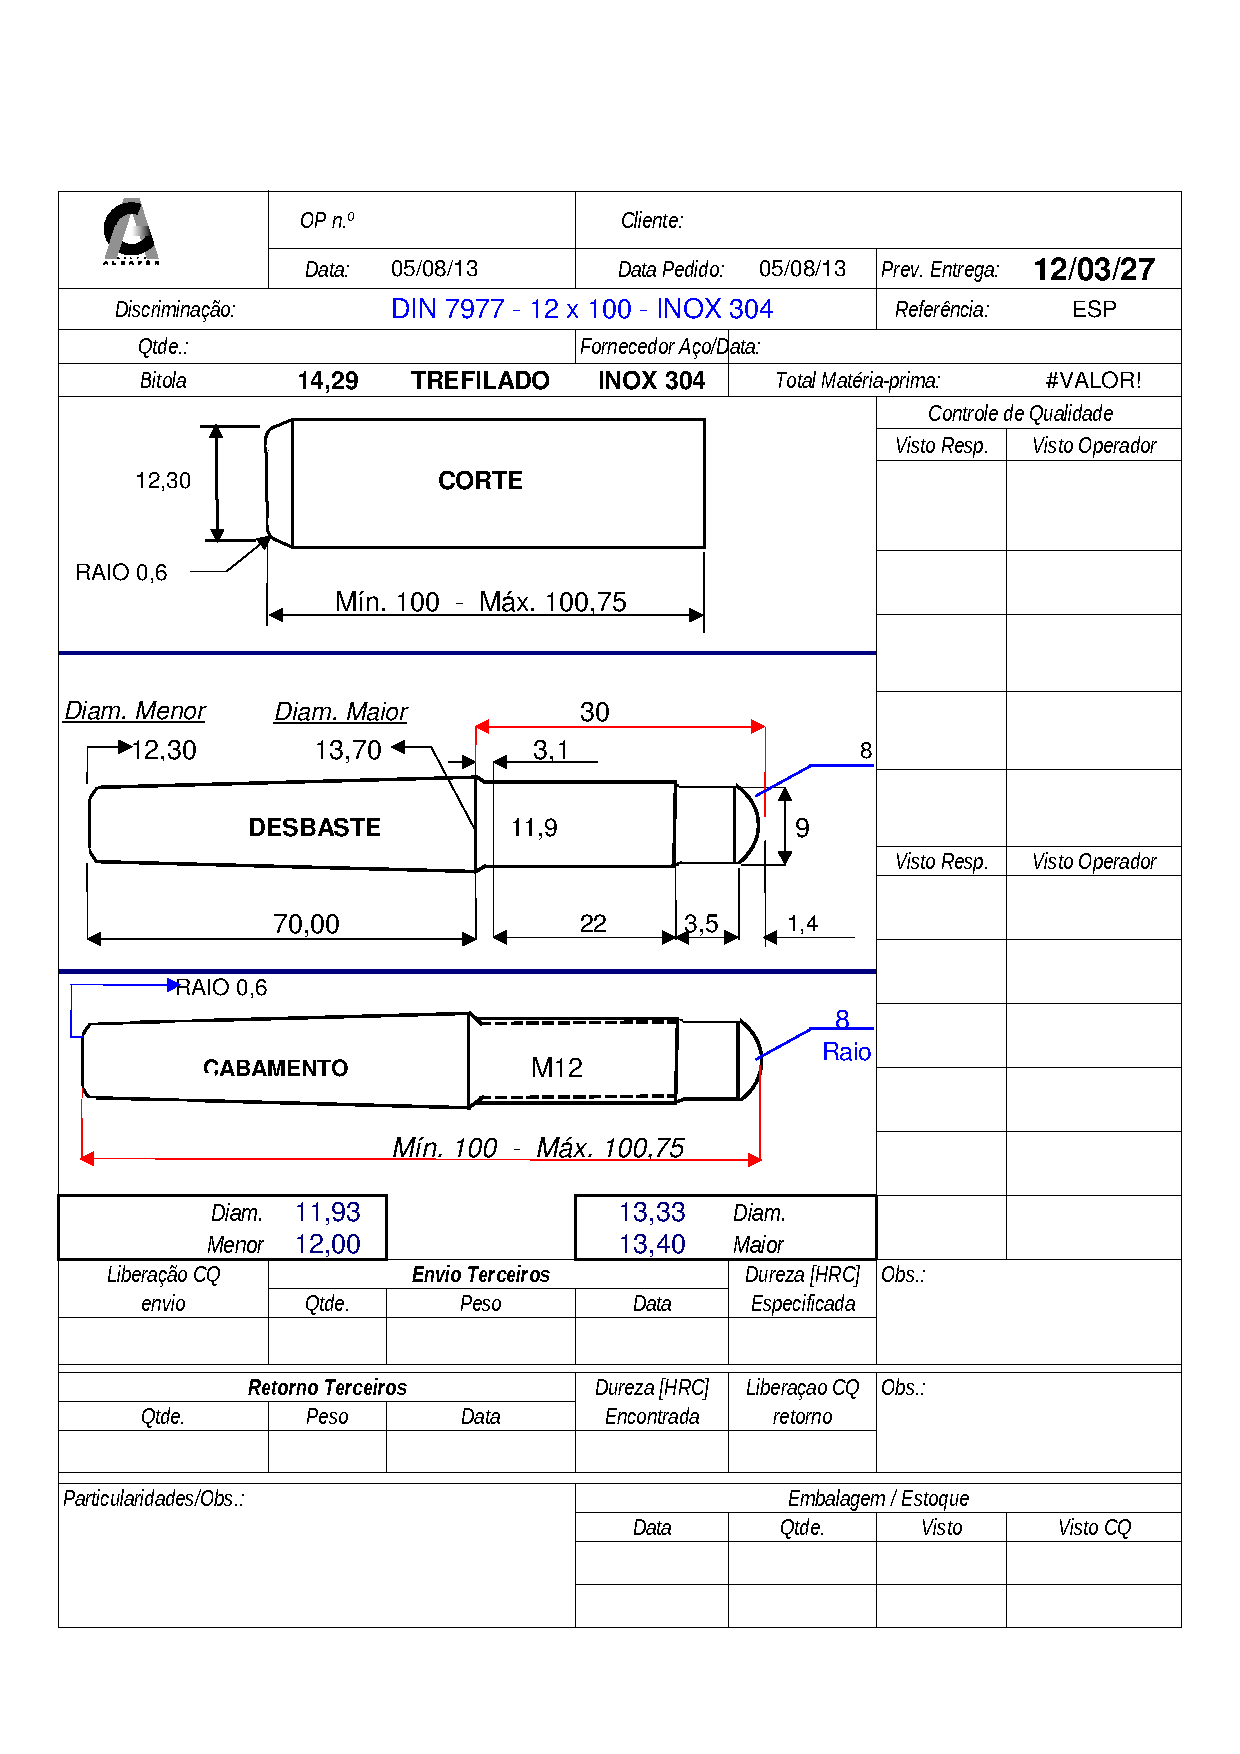 ALBAFER
OP n.º Cliente:
Data: 05/08/13 Data Pedido: 05/08/13 Prev. Entrega: 12/03/27
Discriminação: DIN 7977 - 12 x 100 - INOX 304 Referência: ESP
Qtde.: Fornecedor Aço/Data:
Bitola 14,29 TREFILADO INOX 304 Total Matéria-prima: #VALOR!
Controle de Qualidade
Visto Resp. Visto Operador
12,30 CORTE
RAIO 0,6
Mín. 100 - Máx. 100,75
Diam. Menor Diam. Maior 30
12,30 13,70 3,1 8
DESBASTE 11,9 9
Visto Resp. Visto Operador
70,00 22 3,5 1,4
RAIO 0,6
8
Raio
CABAMENTO M12
Mín. 100 - Máx. 100,75
Diam. 11,93 13,33 Diam.
Menor 12,00 13,40 Maior
Liberação CQ Envio Terceiros Dureza [HRC] Obs.:
envio Qtde. Peso Data Especificada
Retorno Terceiros Dureza [HRC] Liberaçao CQ Obs.:
Qtde. Peso Data Encontrada retorno
Particularidades/Obs.: Embalagem / Estoque
Data Qtde. Visto Visto CQ